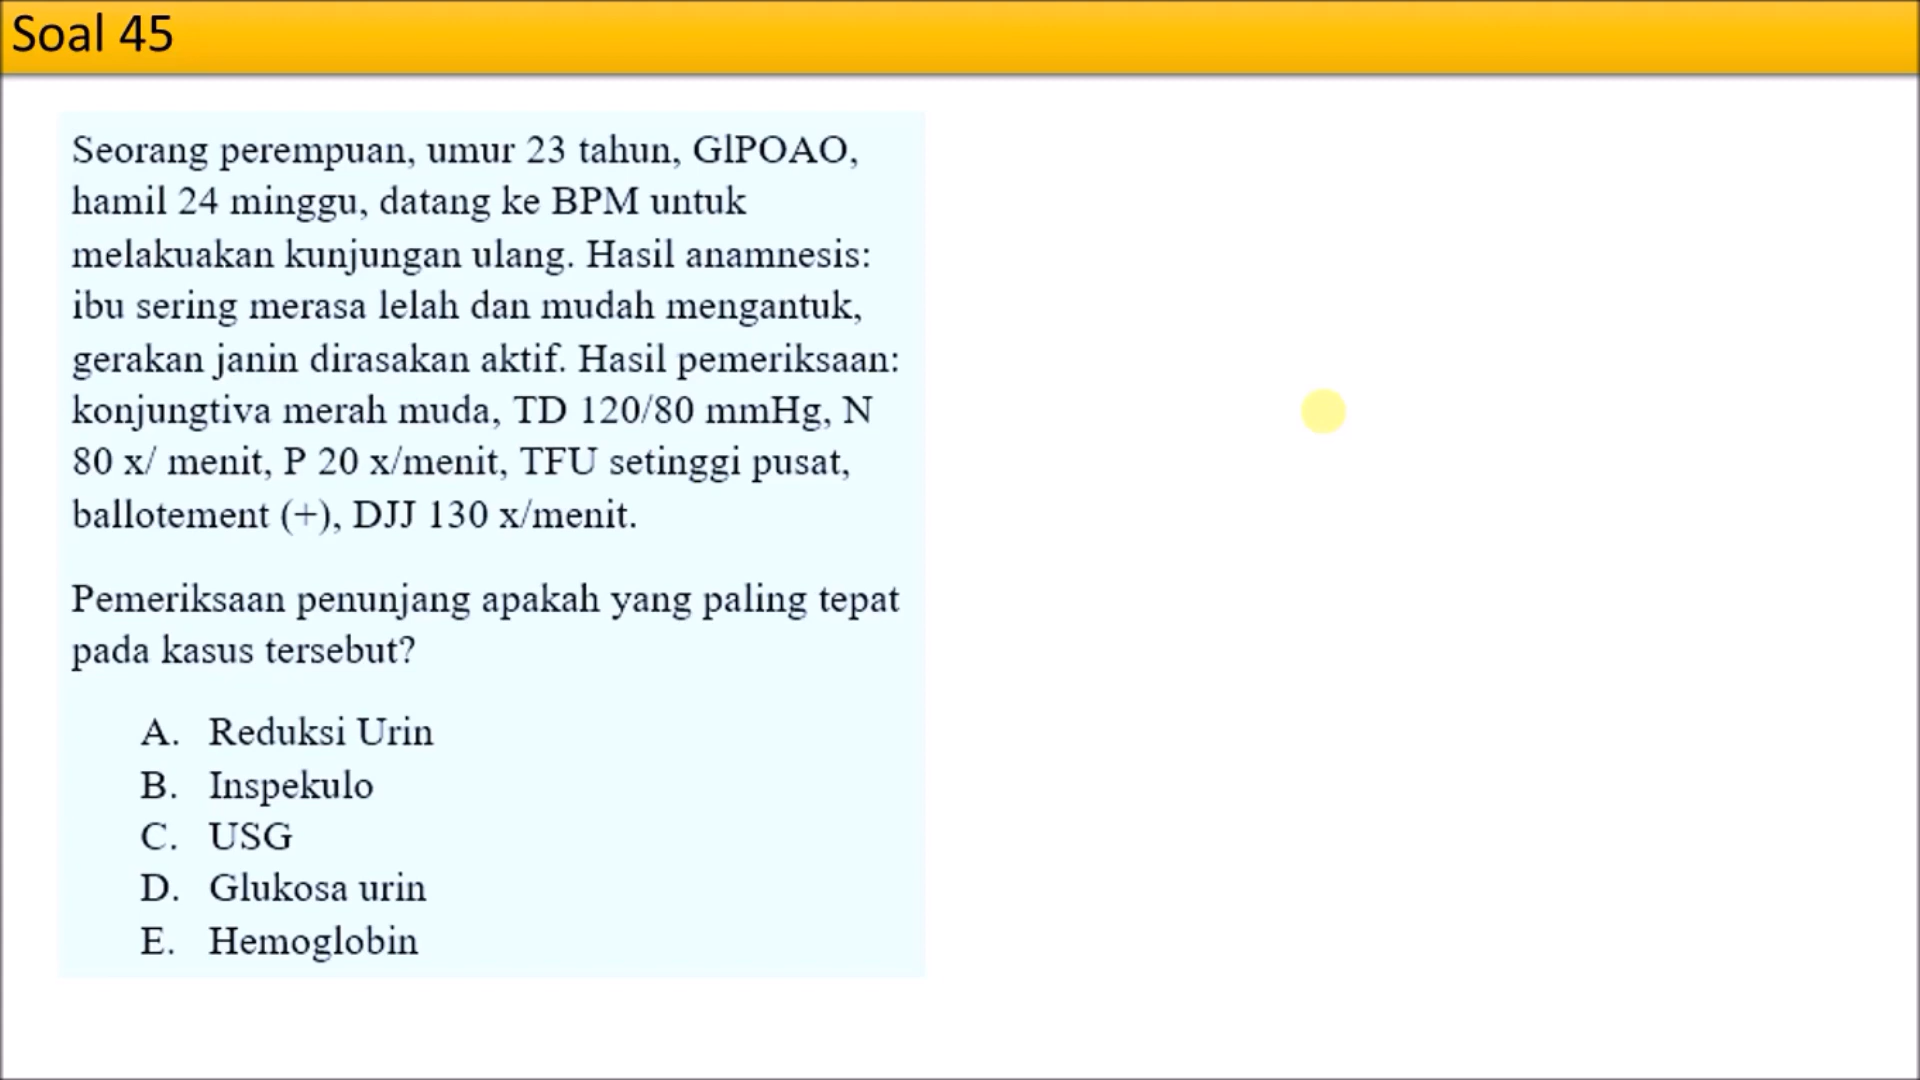 Soal 45
Seorang perempuan, umur 23 tahun, GlPOAO,
hamil 24 minggu, datang ke BPM untuk
melakuakan kunjungan ulang. Hasil anamnesis:
ibu sering merasa lelah dan mudah mengantuk,
gerakan janin dirasakan aktif. Hasil pemeriksaan:
konjungtiva merah muda, TD 120/80 mmHg, N
80 x/ menit, P 20 x/menit, TFU setinggi pusat,
ballotement (+), DJJ 130 x/menit.
Pemeriksaan penunjang apakah yang paling tepat
pada kasus tersebut?
A. Reduksi Urin
B. Inspekulo
C. USG
D. Glukosa urin
E. Hemoglobin